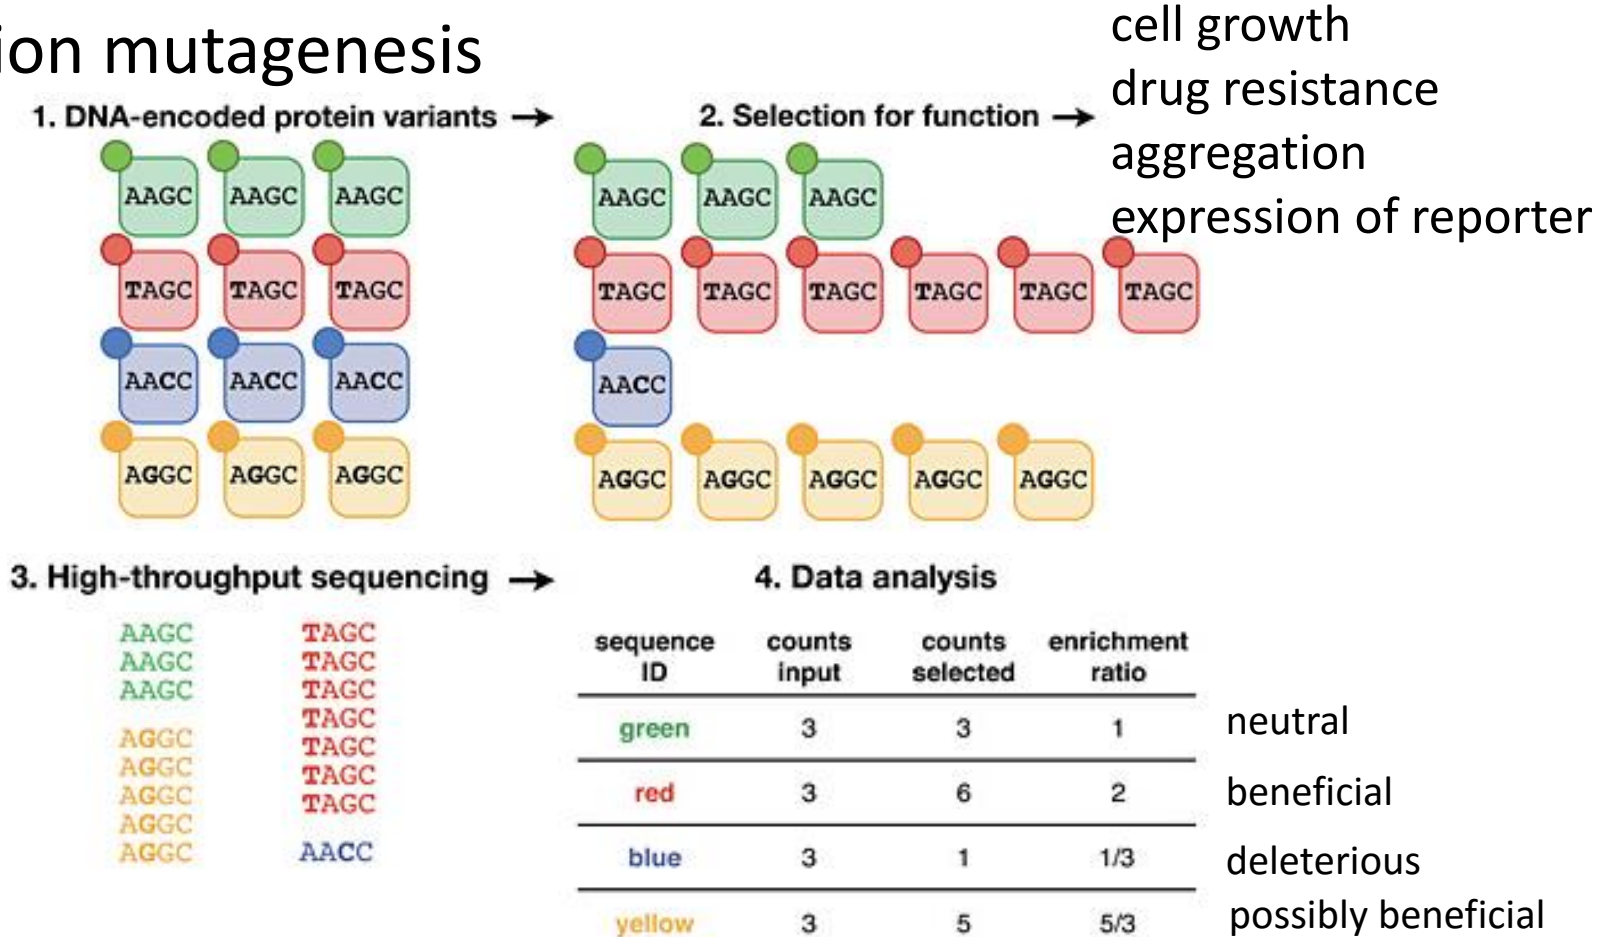 ion mutagenesis
cell growth
drug resistance
aggregation
expression of reporter
1. DNA-encoded protein variants →
AAGC AAGC AAGC
TAGC TAGC TAGC
AACC AACC AACC
AGGC AGGC AGGC
2. Selection for function →
AAGC AAGC AAGC
TAGC TAGC TAGC TAGC TAGC TAGC
AACC
AGGC AGGC AGGC AGGC AGGC
3. High-throughput sequencing →
AAGC
AAGC
AAGC
AGGC
AGGC
AGGC
AGGC
AGGC
TAGC
TAGC
TAGC
TAGC
TAGC
TAGC
TAGC
AACC
4. Data analysis
sequence ID counts input counts selected enrichment ratio
green 3 3 1 neutral
red 3 6 2 beneficial
blue 3 1 1/3 deleterious
yellow 3 5 5/3 possibly beneficial